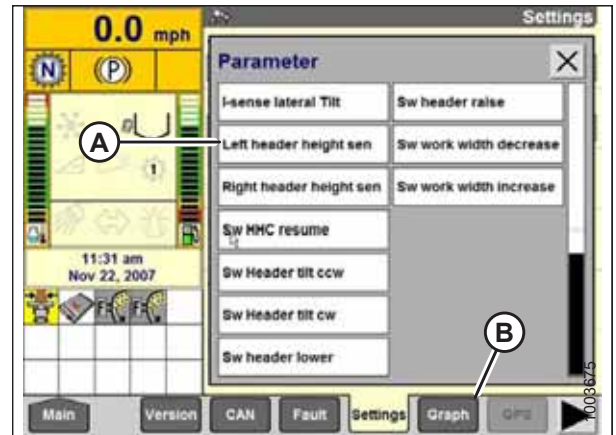 0.0 mph
Settings
N
(P)
Parameter
I-sense lateral Tilt
Sw header raise
A
Left header height sen
Sw work width decrease
Right header height sen
Sw work width increase
Sw HHC resume
1
11:31 am
Nov 22, 2007
Sw Header tilt ccw
Sw Header tilt cw
Sw header lower
B
1003675
Main
Version
CAN
Fault
Settings
Graph
GPS